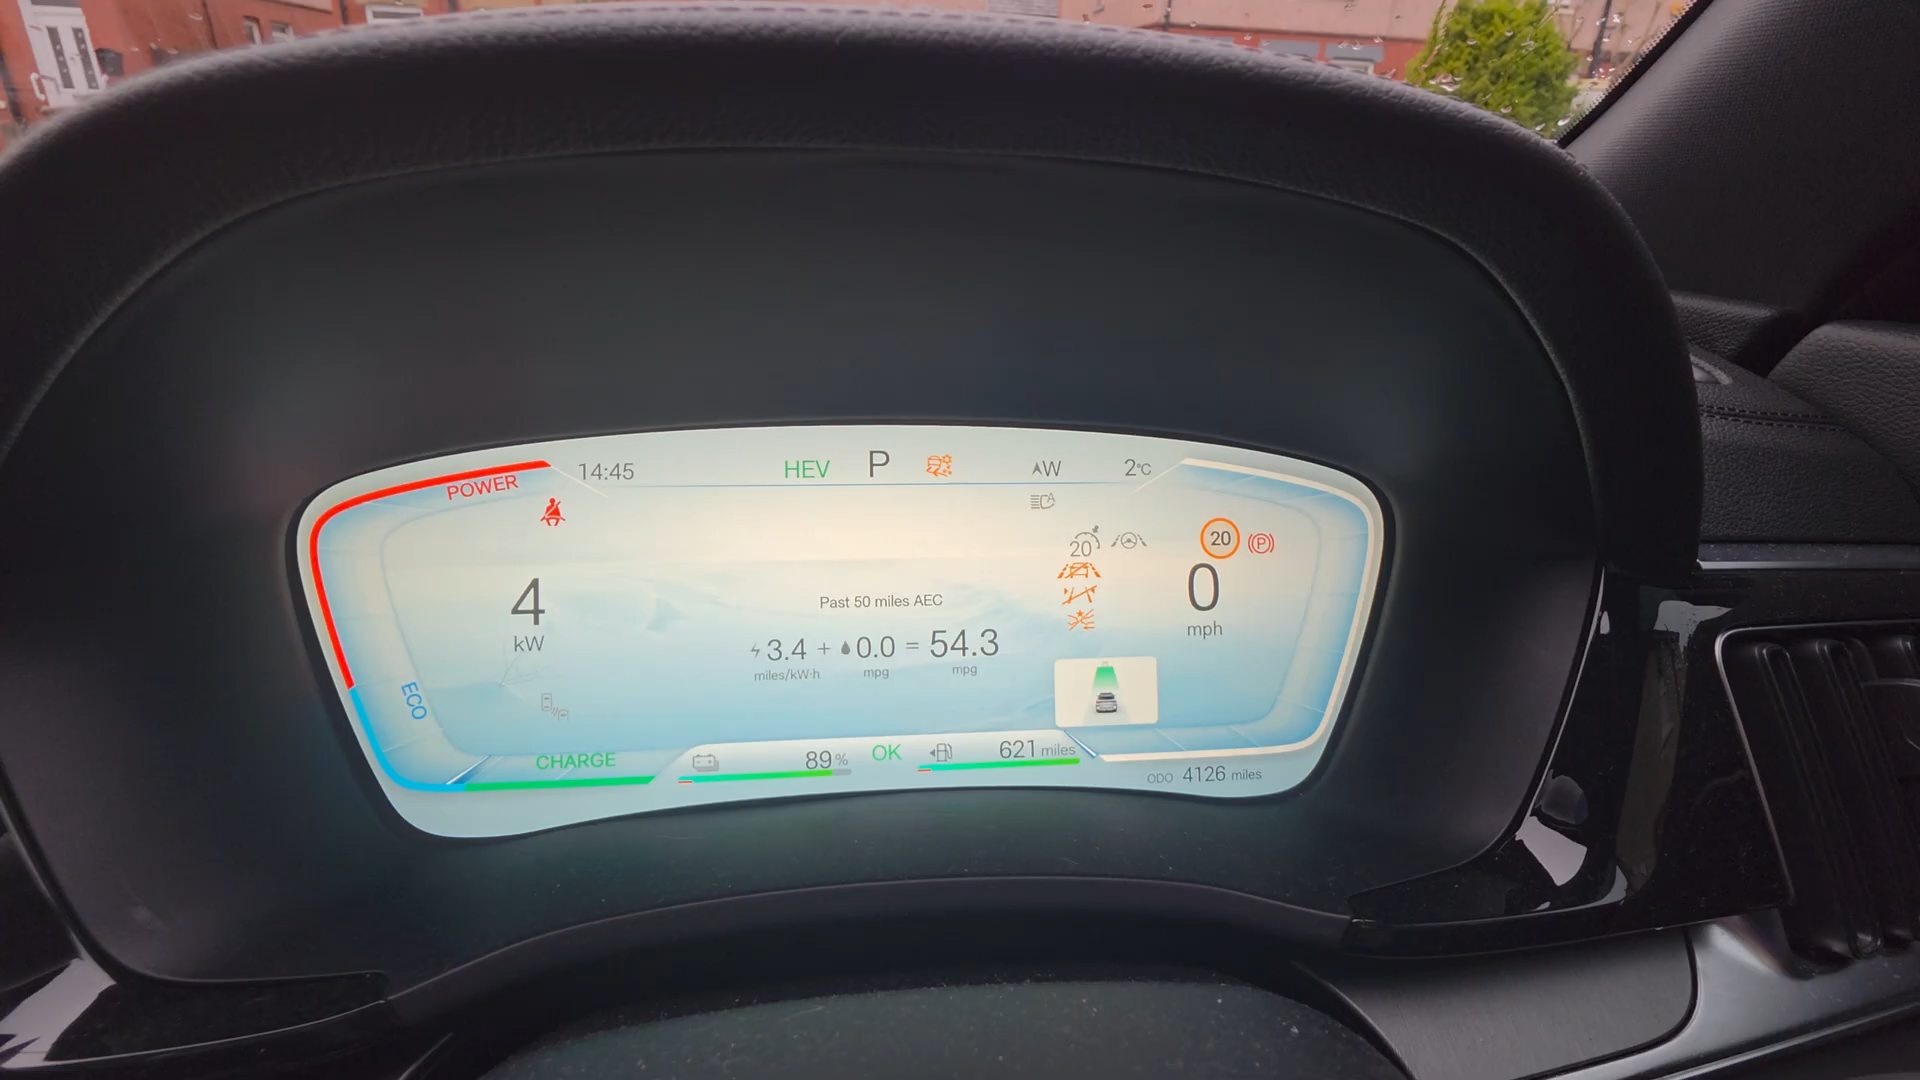 14:45 HEV P W 2°C
POWER
A
20 20 P
4 0
kW mph
Past 50 miles AEC
3.4 + 0.0 = 54.3
miles/kW·h mpg mpg
ECO
CHARGE 89% OK 621 miles
ODO 4126 miles